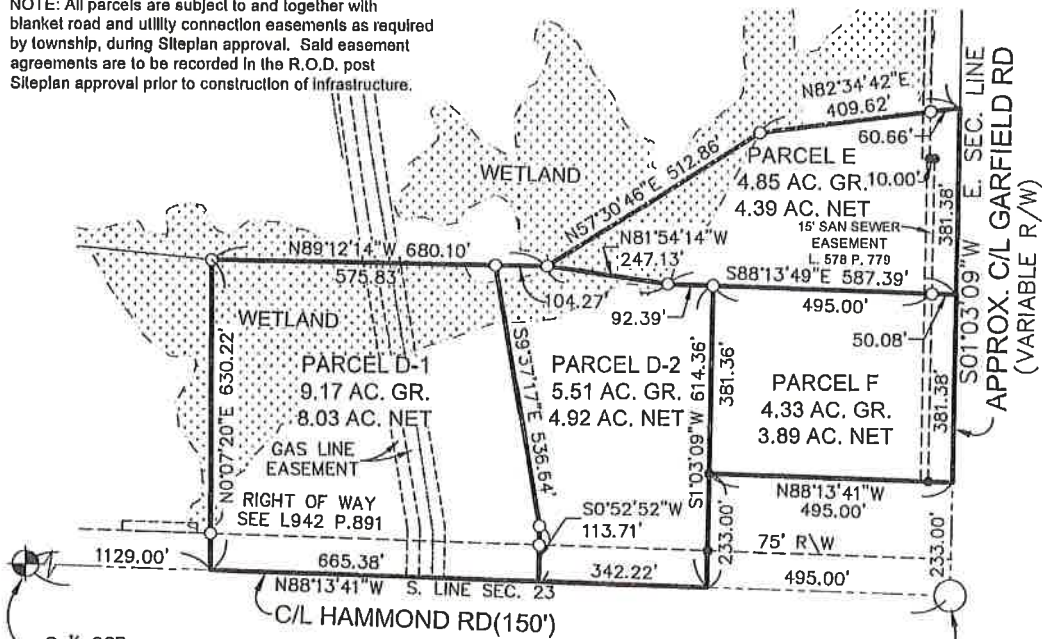 NOTE: All parcels are subject to and together with
blanket road and utility connection easements as required
by township, during Siteplan approval. Said easement
agreements are to be recorded in the R.O.D. post
Siteplan approval prior to construction of infrastructure.
N82°34'42"E
409.62'
60.66'
E. SEC. LINE
APPROX. C/L GARFIELD RD
(VARIABLE R/W)
S01°03'09"W
381.38'
381.38'
PARCEL E
4.85 AC. GR.
4.39 AC. NET
10.00'
15' SAN SEWER
EASEMENT
L. 578 P. 779
WETLAND
N57°30'46"E 512.86'
N81°54'14"W
247.13'
N89°12'14"W 680.10'
575.83'
104.27'
92.39'
S88°13'49"E 587.39'
495.00'
50.08'
WETLAND
N0°07'20"E 630.22'
PARCEL D-1
9.17 AC. GR.
8.03 AC. NET
S9°37'17"E 536.64'
PARCEL D-2
5.51 AC. GR.
4.92 AC. NET
S1°03'09"W 614.36'
381.36'
PARCEL F
4.33 AC. GR.
3.89 AC. NET
GAS LINE
EASEMENT
RIGHT OF WAY
SEE L942 P.891
S0°52'52"W
113.71'
N88°13'41"W
495.00'
233.00'
75' R\W
233.00'
1129.00'
665.38'
342.22'
495.00'
N88°13'41"W S. LINE SEC. 23
C/L HAMMOND RD(150')